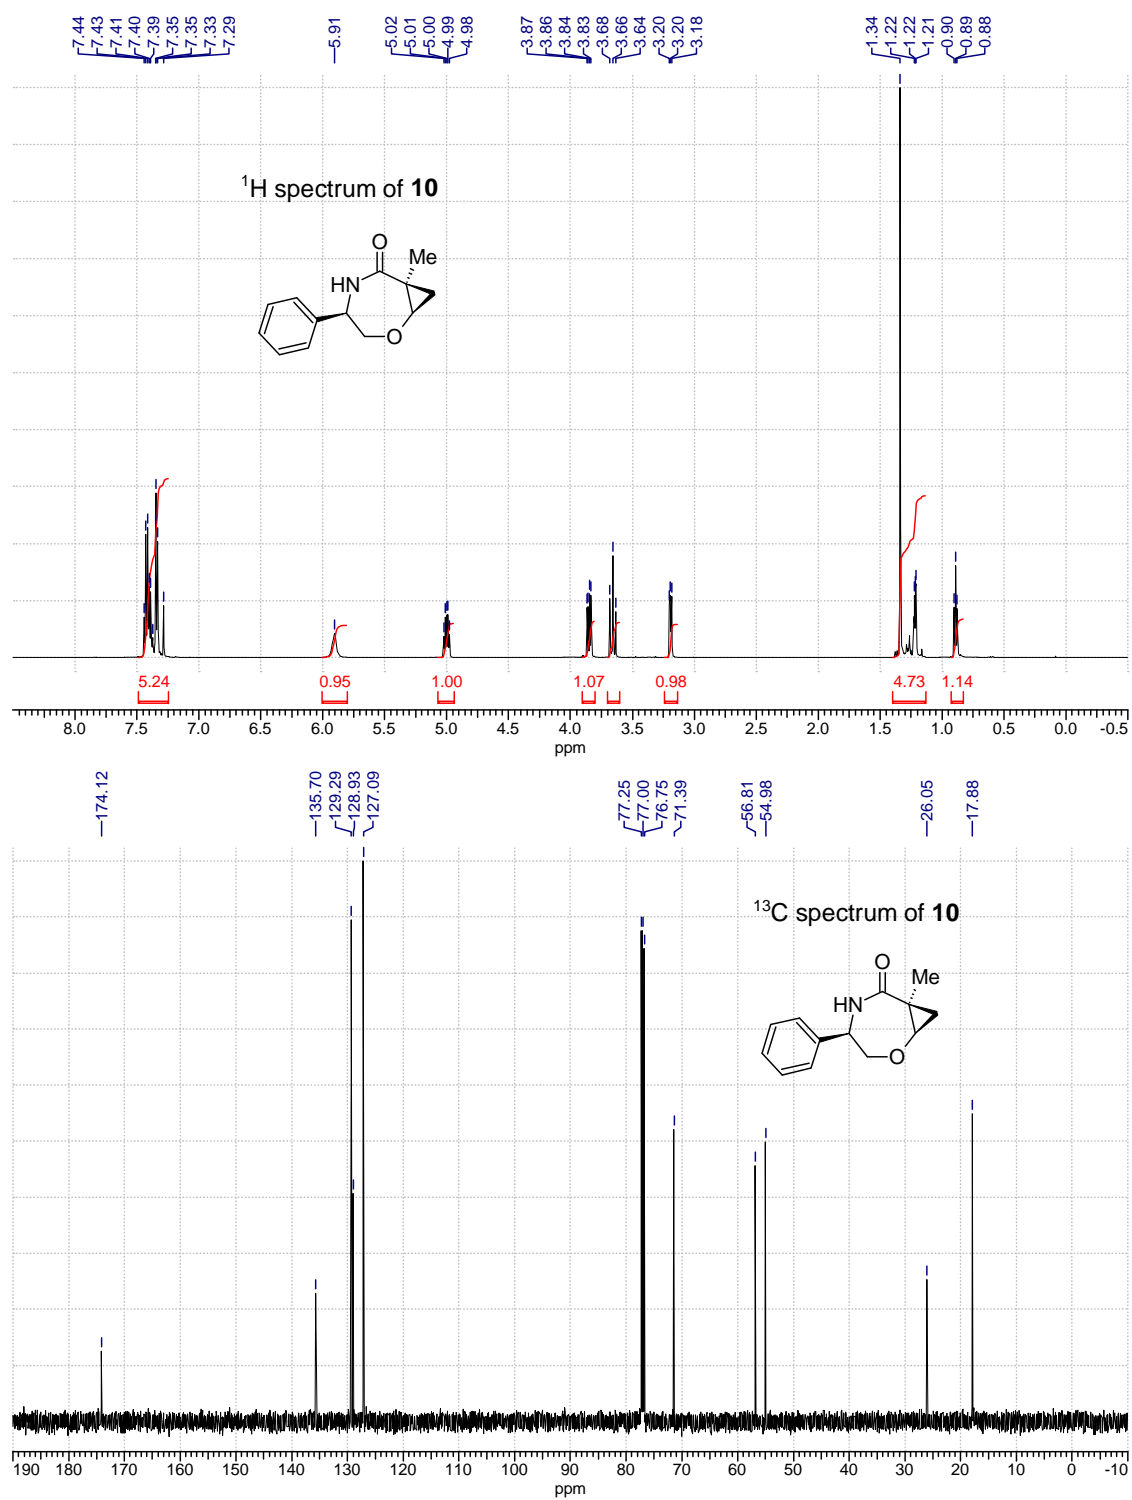 7.44 7.43 7.41 7.40 7.39 7.35 7.35 7.33 7.29 5.91 5.02 5.01 5.00 4.99 4.98 3.87 3.86 3.84 3.83 3.68 3.66 3.64 3.20 3.20 3.18 1.34 1.22 1.22 1.21 0.90 0.89 0.88
¹H spectrum of 10
O
Me
HN
O
5.24 0.95 1.00 1.07 0.98 4.73 1.14
8.0 7.5 7.0 6.5 6.0 5.5 5.0 4.5 4.0 3.5 3.0 2.5 2.0 1.5 1.0 0.5 0.0 -0.5
ppm
174.12 135.70 129.29 128.93 127.09 77.25 77.00 76.75 71.39 56.81 54.98 26.05 17.88
¹³C spectrum of 10
O
Me
HN
O
190 180 170 160 150 140 130 120 110 100 90 80 70 60 50 40 30 20 10 0 -10
ppm